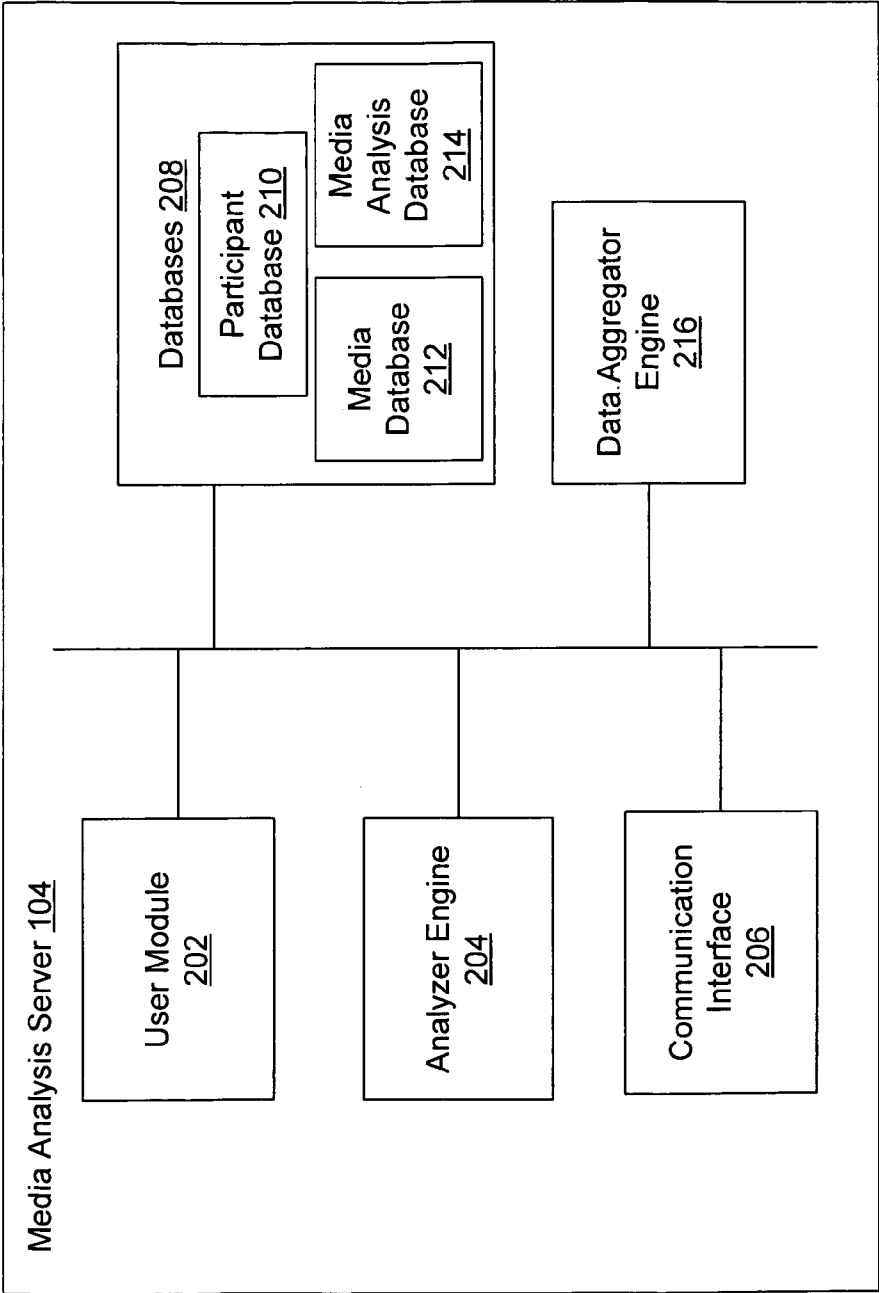 Media Analysis Server 104
User Module
202
Analyzer Engine
204
Communication
Interface
206
Databases 208
Participant
Database 210
Media
Database
212
Media
Analysis
Database
214
Data.Aggregator
Engine
216